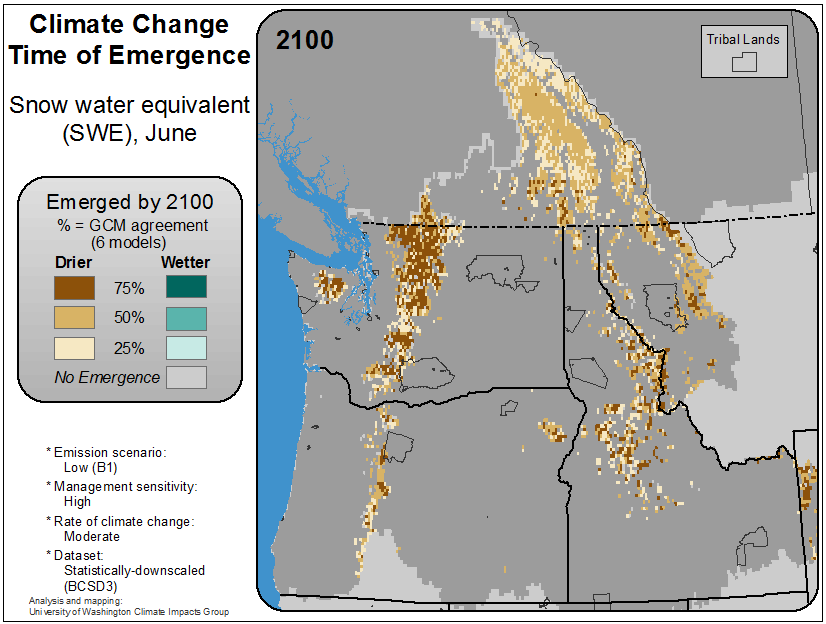 Climate Change
Time of Emergence
Snow water equivalent
(SWE), June
Emerged by 2100
% = GCM agreement
(6 models)
Drier Wetter
75%
50%
25%
No Emergence
* Emission scenario:
Low (B1)
* Management sensitivity:
High
* Rate of climate change:
Moderate
* Dataset:
Statistically-downscaled
(BCSD3)
Analysis and mapping:
University of Washington Climate Impacts Group
2100
Tribal Lands